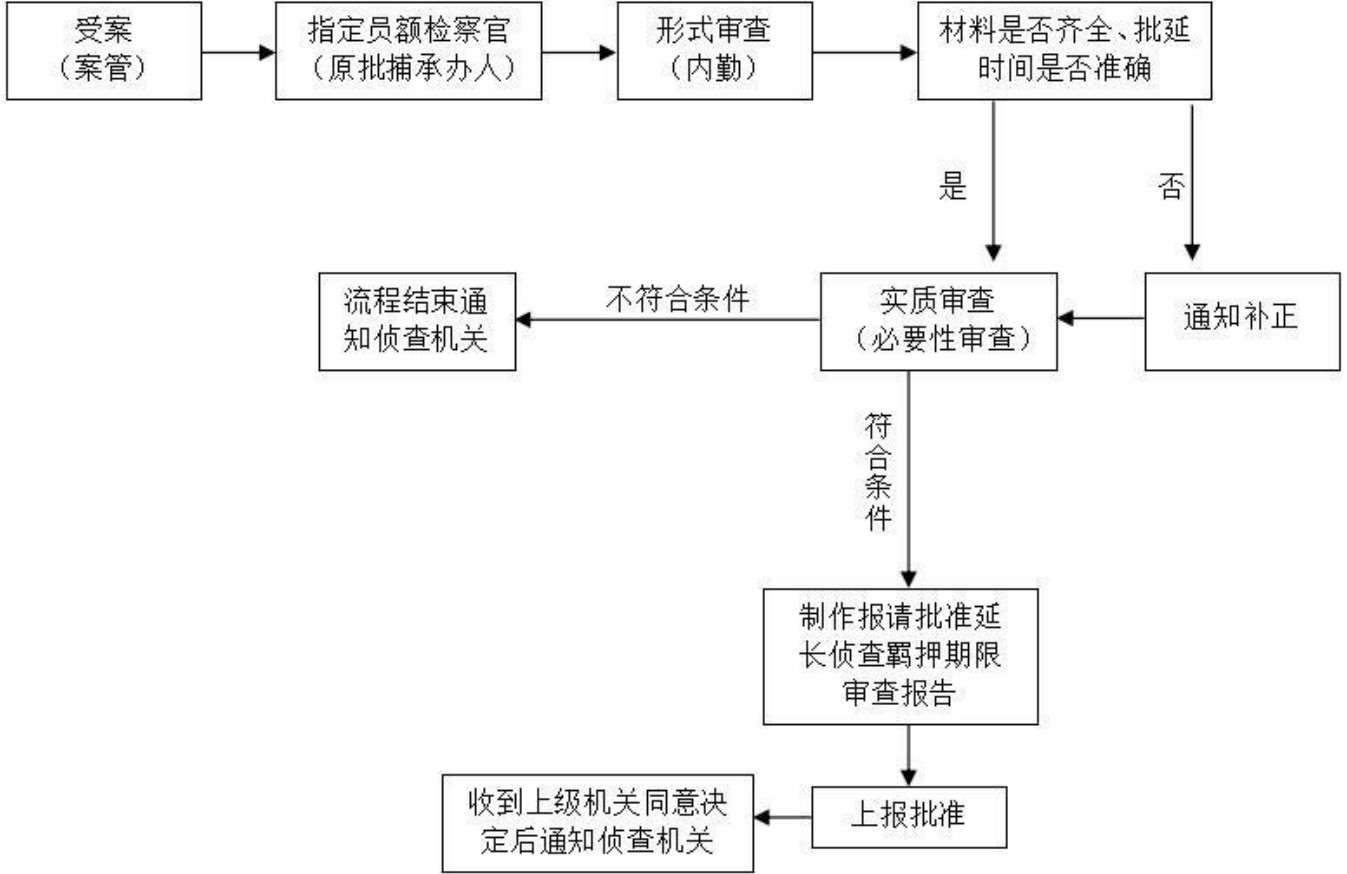 受案
（案管）
指定员额检察官
（原批捕承办人）
形式审查
（内勤）
材料是否齐全、批延
时间是否准确
是
否
流程结束通
知侦查机关
不符合条件
实质审查
（必要性审查）
通知补正
符合条件
制作报请批准延
长侦查羁押期限
审查报告
收到上级机关同意决
定后通知侦查机关
上报批准